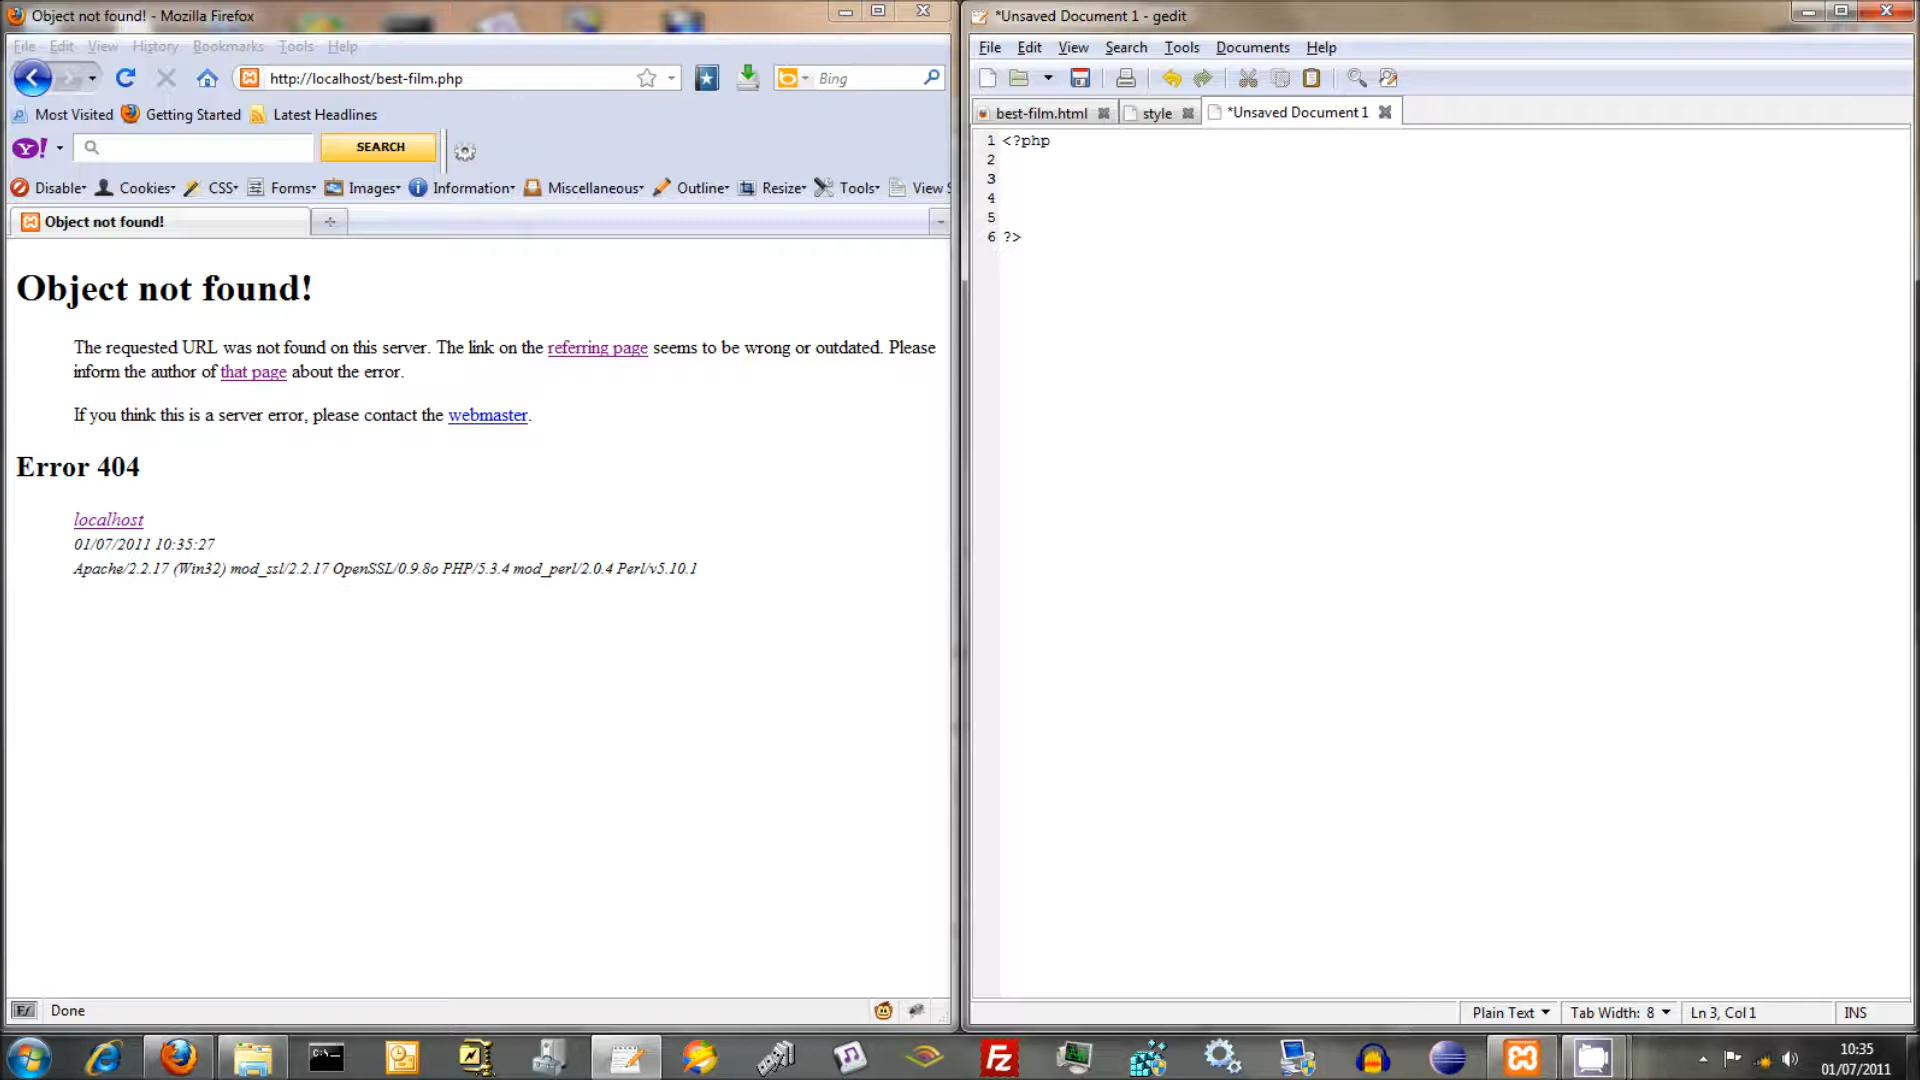 Object not found! - Mozilla Firefox
File Edit View History Bookmarks Tools Help
http://localhost/best-film.php
Bing
Most Visited Getting Started Latest Headlines
Y! SEARCH
Disable Cookies CSS Forms Images Information Miscellaneous Outline Resize Tools View S
Object not found!
Object not found!
The requested URL was not found on this server. The link on the referring page seems to be wrong or outdated. Please
inform the author of that page about the error.
If you think this is a server error, please contact the webmaster.
Error 404
localhost
01/07/2011 10:35:27
Apache/2.2.17 (Win32) mod_ssl/2.2.17 OpenSSL/0.9.8o PHP/5.3.4 mod_perl/2.0.4 Perl/v5.10.1
Done
*Unsaved Document 1 - gedit
File Edit View Search Tools Documents Help
best-film.html style *Unsaved Document 1
1 <?php
2
3
4
5
6 ?>
Plain Text Tab Width: 8 Ln 3, Col 1 INS
C:\
Fz
10:35
01/07/2011